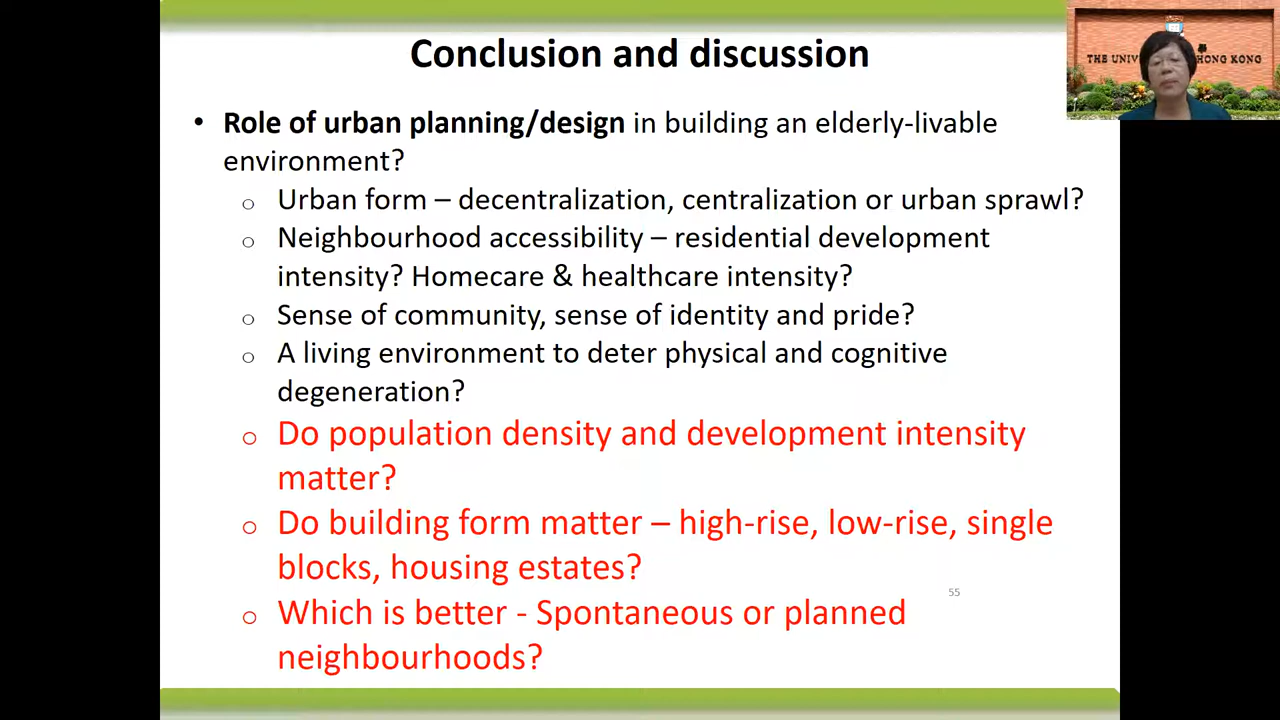 Conclusion and discussion
THE UNIV HONG KONG
• Role of urban planning/design in building an elderly-livable
environment?
o Urban form – decentralization, centralization or urban sprawl?
o Neighbourhood accessibility – residential development
intensity? Homecare & healthcare intensity?
o Sense of community, sense of identity and pride?
o A living environment to deter physical and cognitive
degeneration?
o Do population density and development intensity
matter?
o Do building form matter – high-rise, low-rise, single
blocks, housing estates?
55
o Which is better - Spontaneous or planned
neighbourhoods?